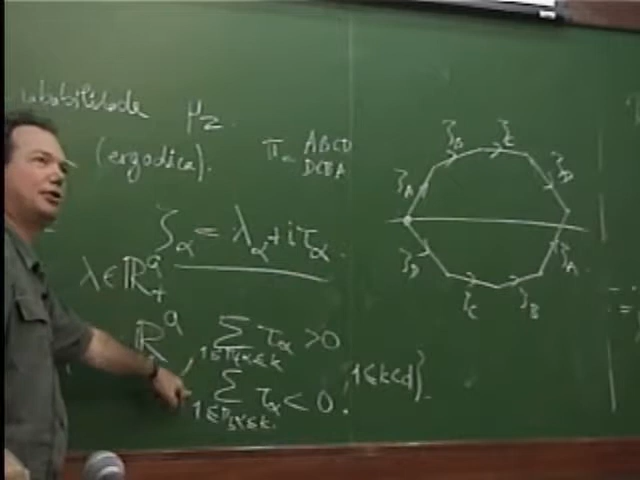 μ_Z.
(ergodica).
π = ABCD
DCBA
ζ_α = λ_α + iτ_α.
λ ∈ ℝ^a_+
ℝ^a
Σ τ_α > 0
Σ τ_α < 0.
1≤k<d}.
ζ_A
ζ_B
ζ_C
ζ_D
ζ_D
ζ_C
ζ_B
ζ_A